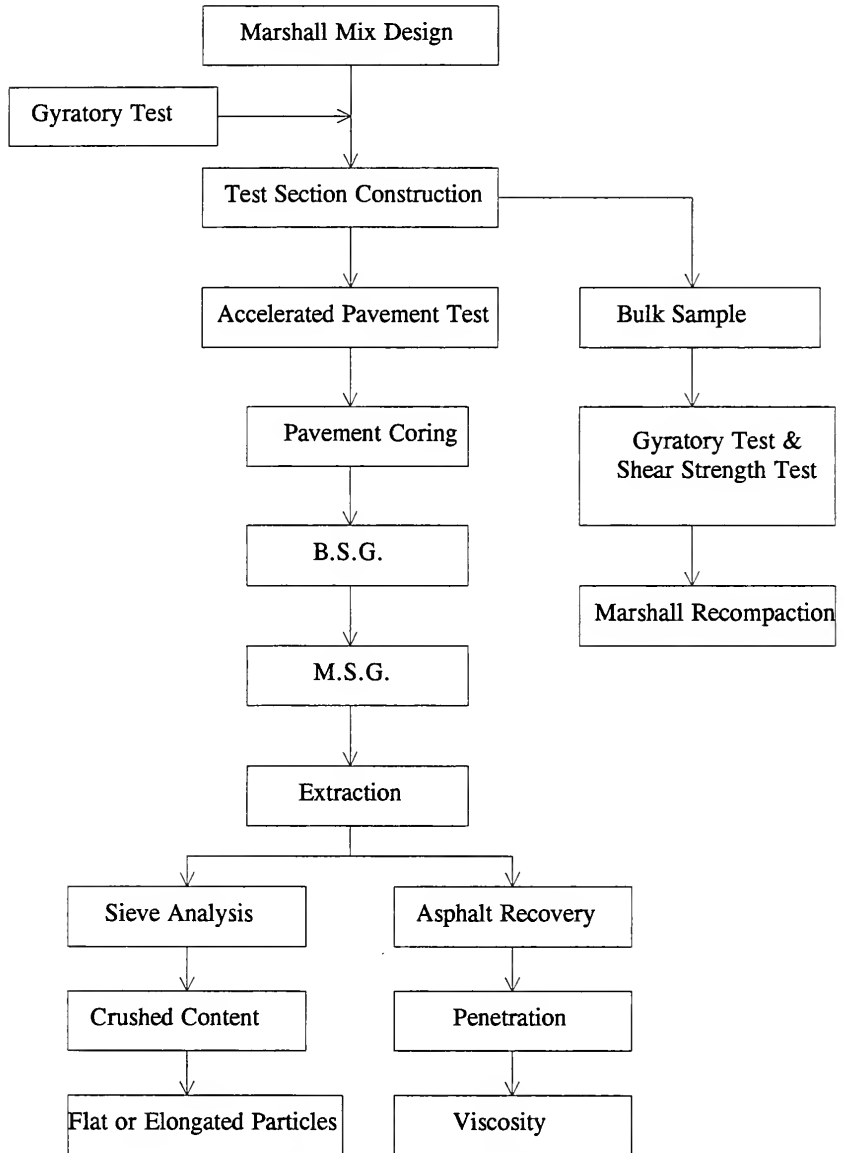 Marshall Mix Design
Gyratory Test
Test Section Construction
Accelerated Pavement Test
Bulk Sample
Pavement Coring
Gyratory Test &
Shear Strength Test
B.S.G.
Marshall Recompaction
M.S.G.
Extraction
Sieve Analysis
Asphalt Recovery
Crushed Content
Penetration
Flat or Elongated Particles
Viscosity